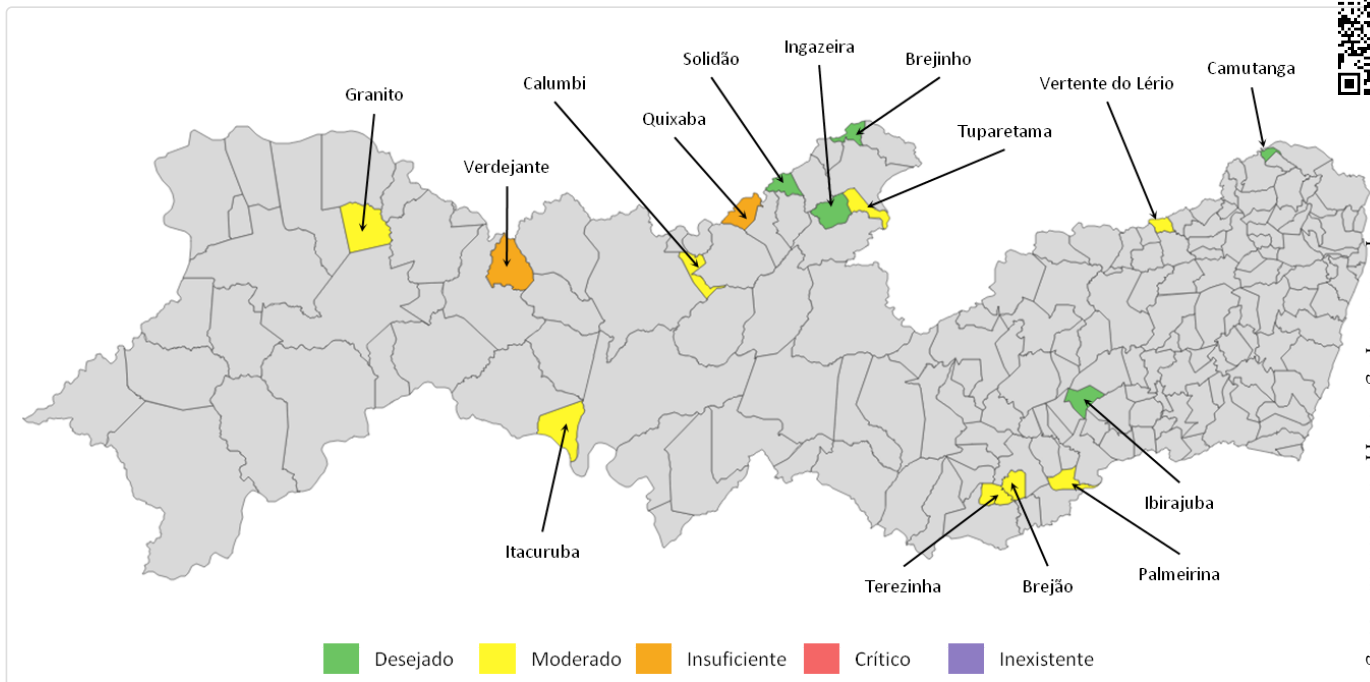 Ingazeira
Solidão
Brejinho
Camutanga
Calumbi
Vertente do Lério
Granito
Quixaba
Tuparetama
Verdejante
Ibirajuba
Itacuruba
Palmeirina
Terezinha
Brejão
Desejado
Moderado
Insuficiente
Crítico
Inexistente